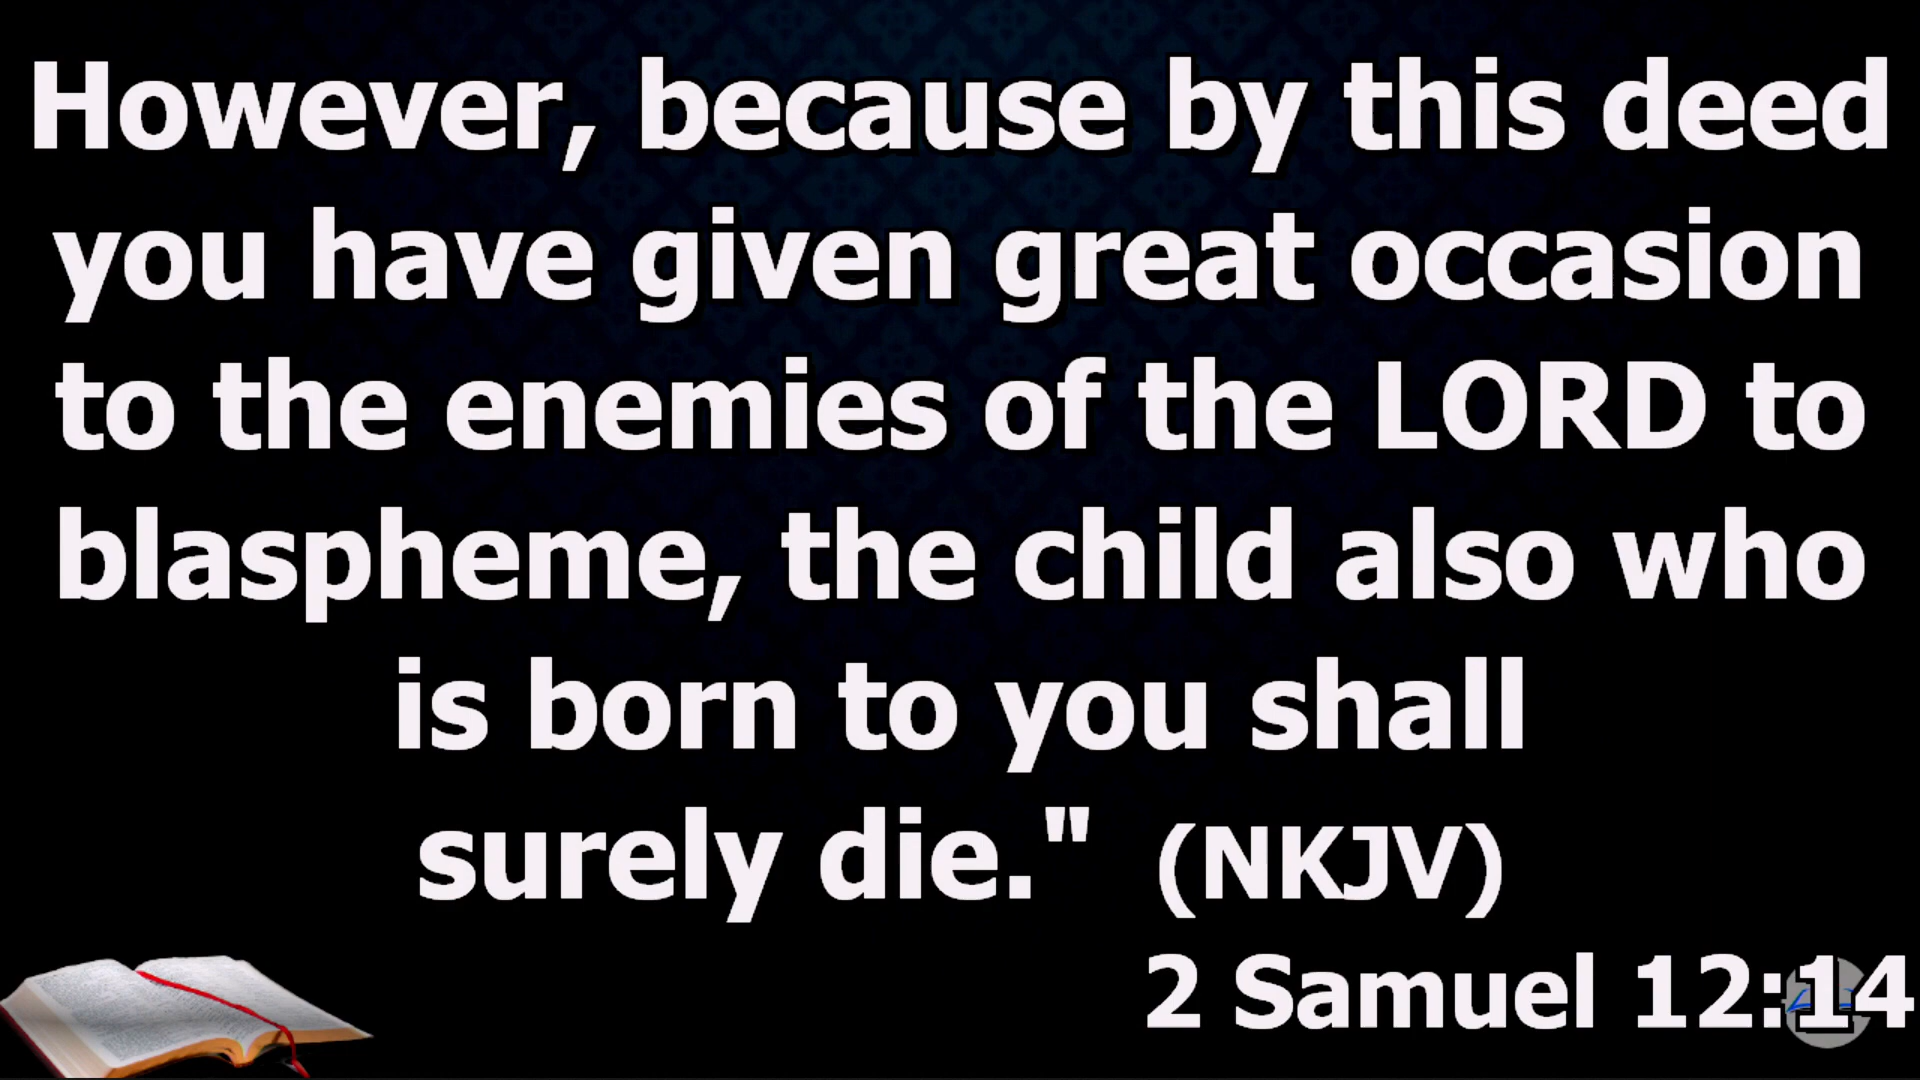 However, because by this deed
you have given great occasion
to the enemies of the LORD to
blaspheme, the child also who
is born to you shall
surely die." (NKJV)
2 Samuel 12:14